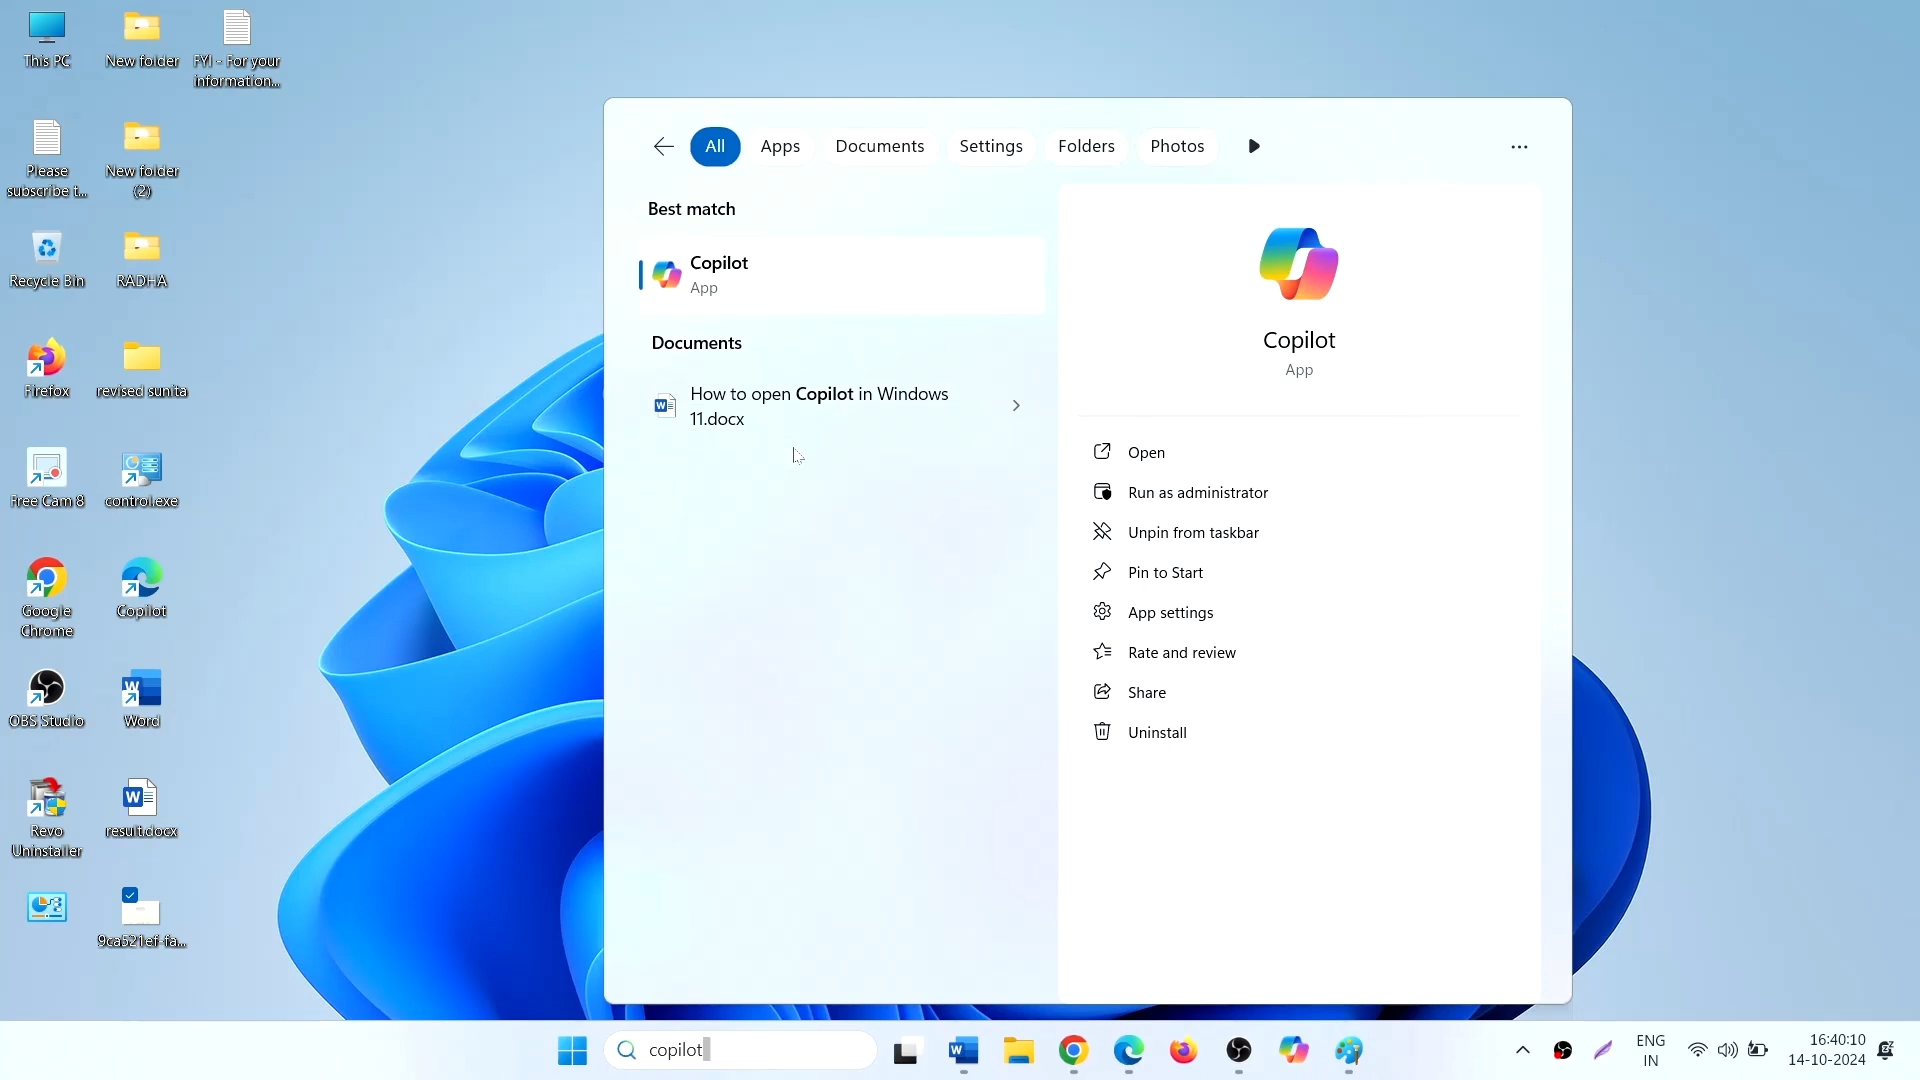 This PC
New folder
FYI - For your
information...
Please
subscribe t...
New folder
(2)
Recycle Bin
RADHA
Firefox
revised sunita
Free Cam 8
control.exe
Google
Chrome
Copilot
OBS Studio
Word
Revo
Uninstaller
result.docx
9ca521ef-fa...
All
Apps
Documents
Settings
Folders
Photos
Best match
Copilot
App
Documents
How to open Copilot in Windows
11.docx
Copilot
App
Open
Run as administrator
Unpin from taskbar
Pin to Start
App settings
Rate and review
Share
Uninstall
copilot
ENG
IN
16:40:10
14-10-2024